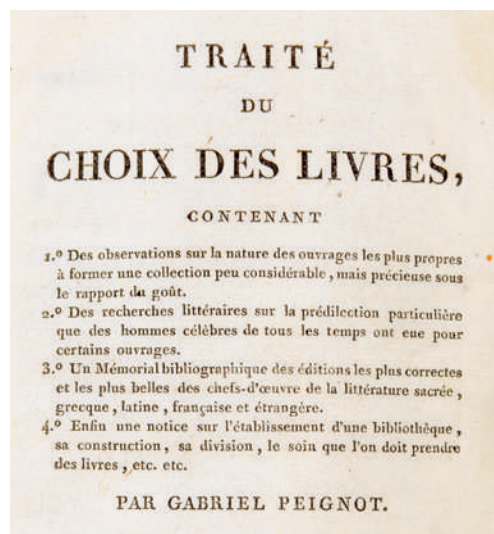 TRAITÉ
DU
CHOIX DES LIVRES,
CONTENANT
1.º Des observations sur la nature des ouvrages les plus propres
à former une collection peu considérable, mais précieuse sous
le rapport du goût.
2.º Des recherches littéraires sur la prédilection particulière
que des hommes célèbres de tous les temps ont eue pour
certains ouvrages.
3.º Un Mémorial bibliographique des éditions les plus correctes
et les plus belles des chefs-d'œuvre de la littérature sacrée,
grecque, latine, française et étrangère.
4.º Enfin une notice sur l'établissement d'une bibliothèque,
sa construction, sa division, le soin que l'on doit prendre
des livres, etc. etc.
PAR GABRIEL PEIGNOT.